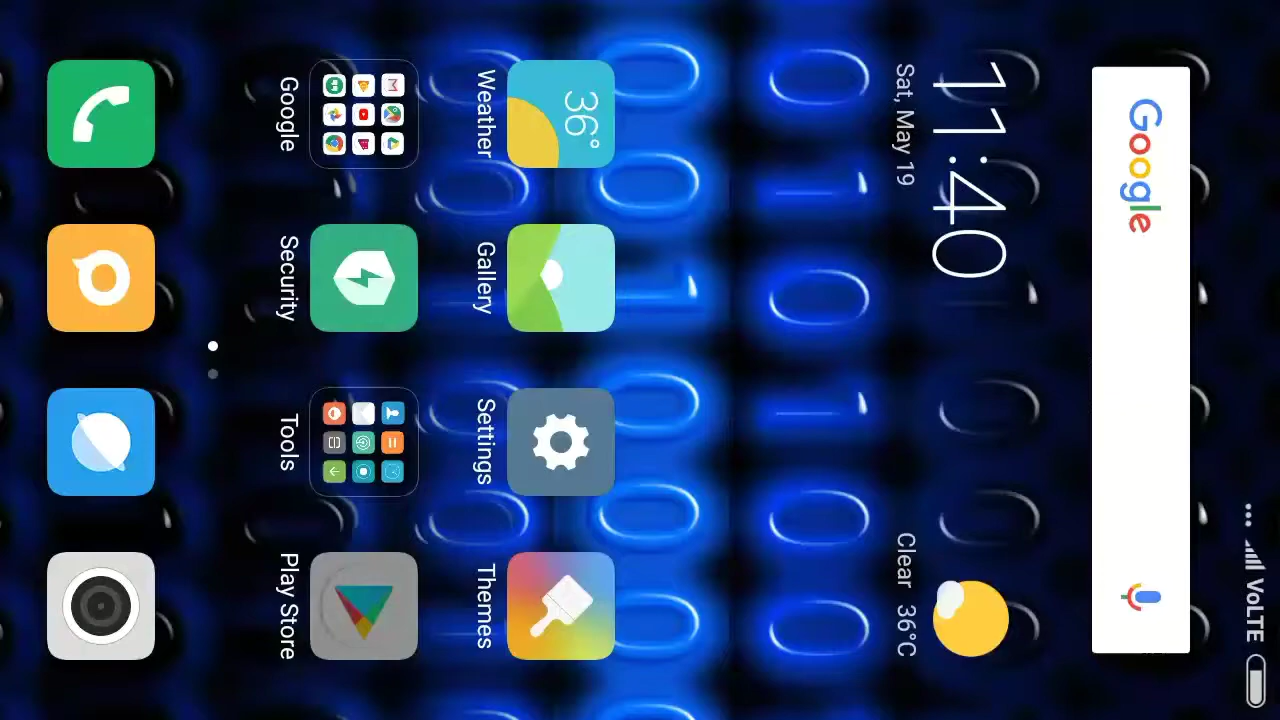 ... VoLTE
Google
11:40
Sat, May 19
Clear 36°C
36°
Weather
Gallery
Settings
Themes
Google
Security
Tools
Play Store